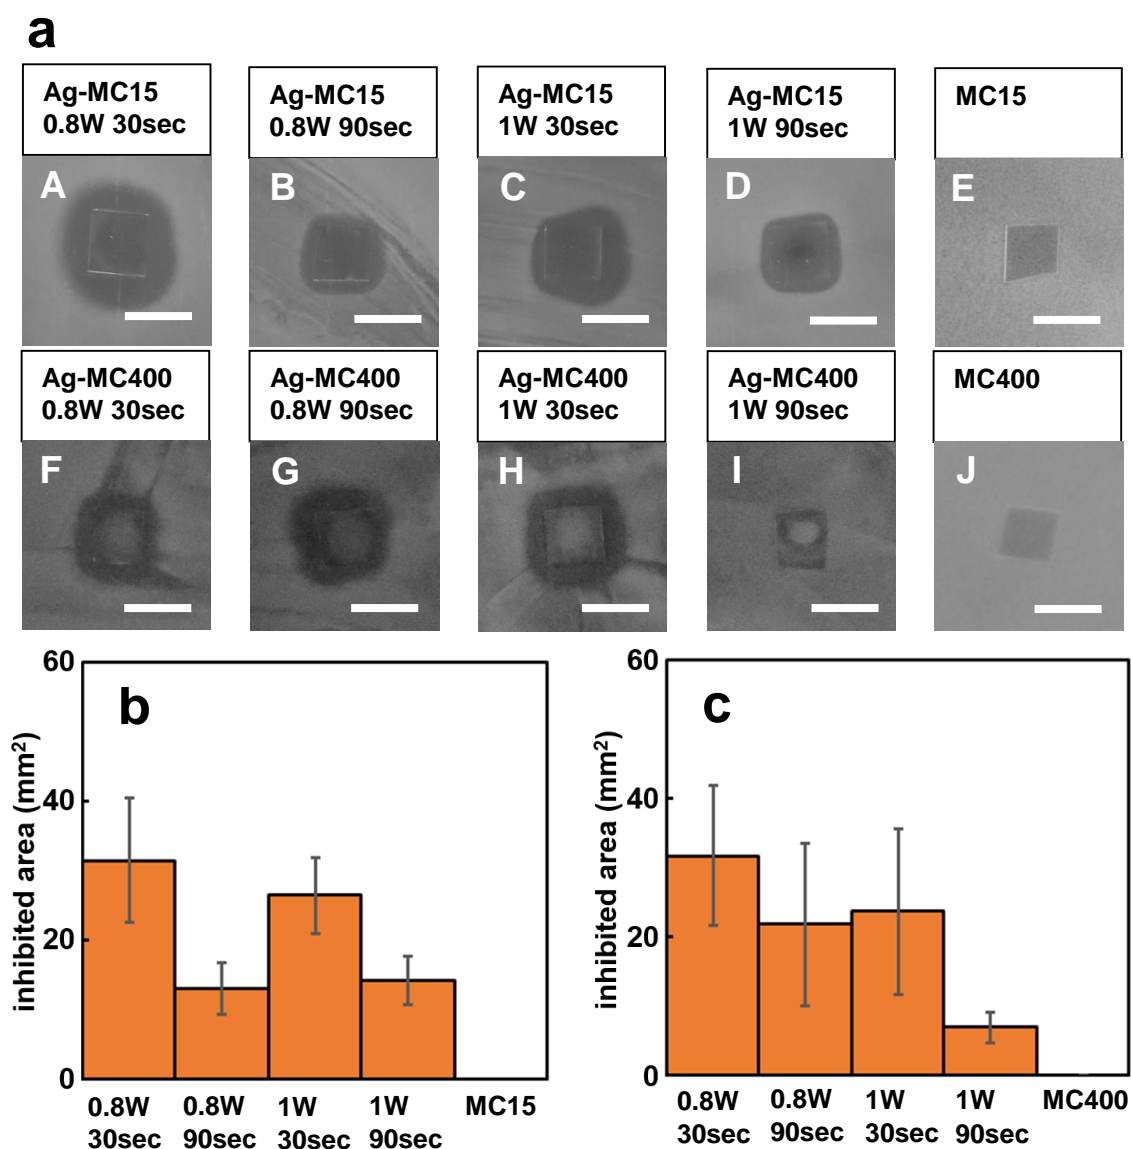 a
Ag-MC15
0.8W 30sec
Ag-MC15
0.8W 90sec
Ag-MC15
1W 30sec
Ag-MC15
1W 90sec
MC15
A
B
C
D
E
Ag-MC400
0.8W 30sec
Ag-MC400
0.8W 90sec
Ag-MC400
1W 30sec
Ag-MC400
1W 90sec
MC400
F
G
H
I
J
b
inhibited area (mm²)
60
40
20
0
0.8W
30sec
0.8W
90sec
1W
30sec
1W
90sec
MC15
c
inhibited area (mm²)
60
40
20
0
0.8W
30sec
0.8W
90sec
1W
30sec
1W
90sec
MC400